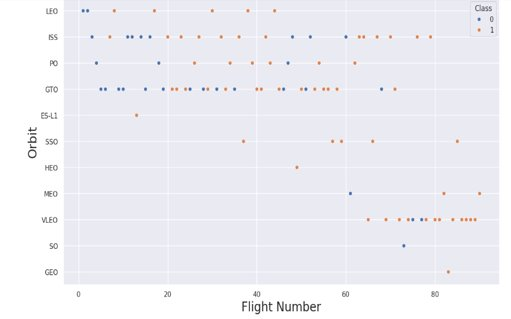 Class
0
1
LEO
ISS
PO
GTO
ES-L1
SSO
HEO
MEO
VLEO
SO
GEO
Orbit
0 20 40 60 80
Flight Number